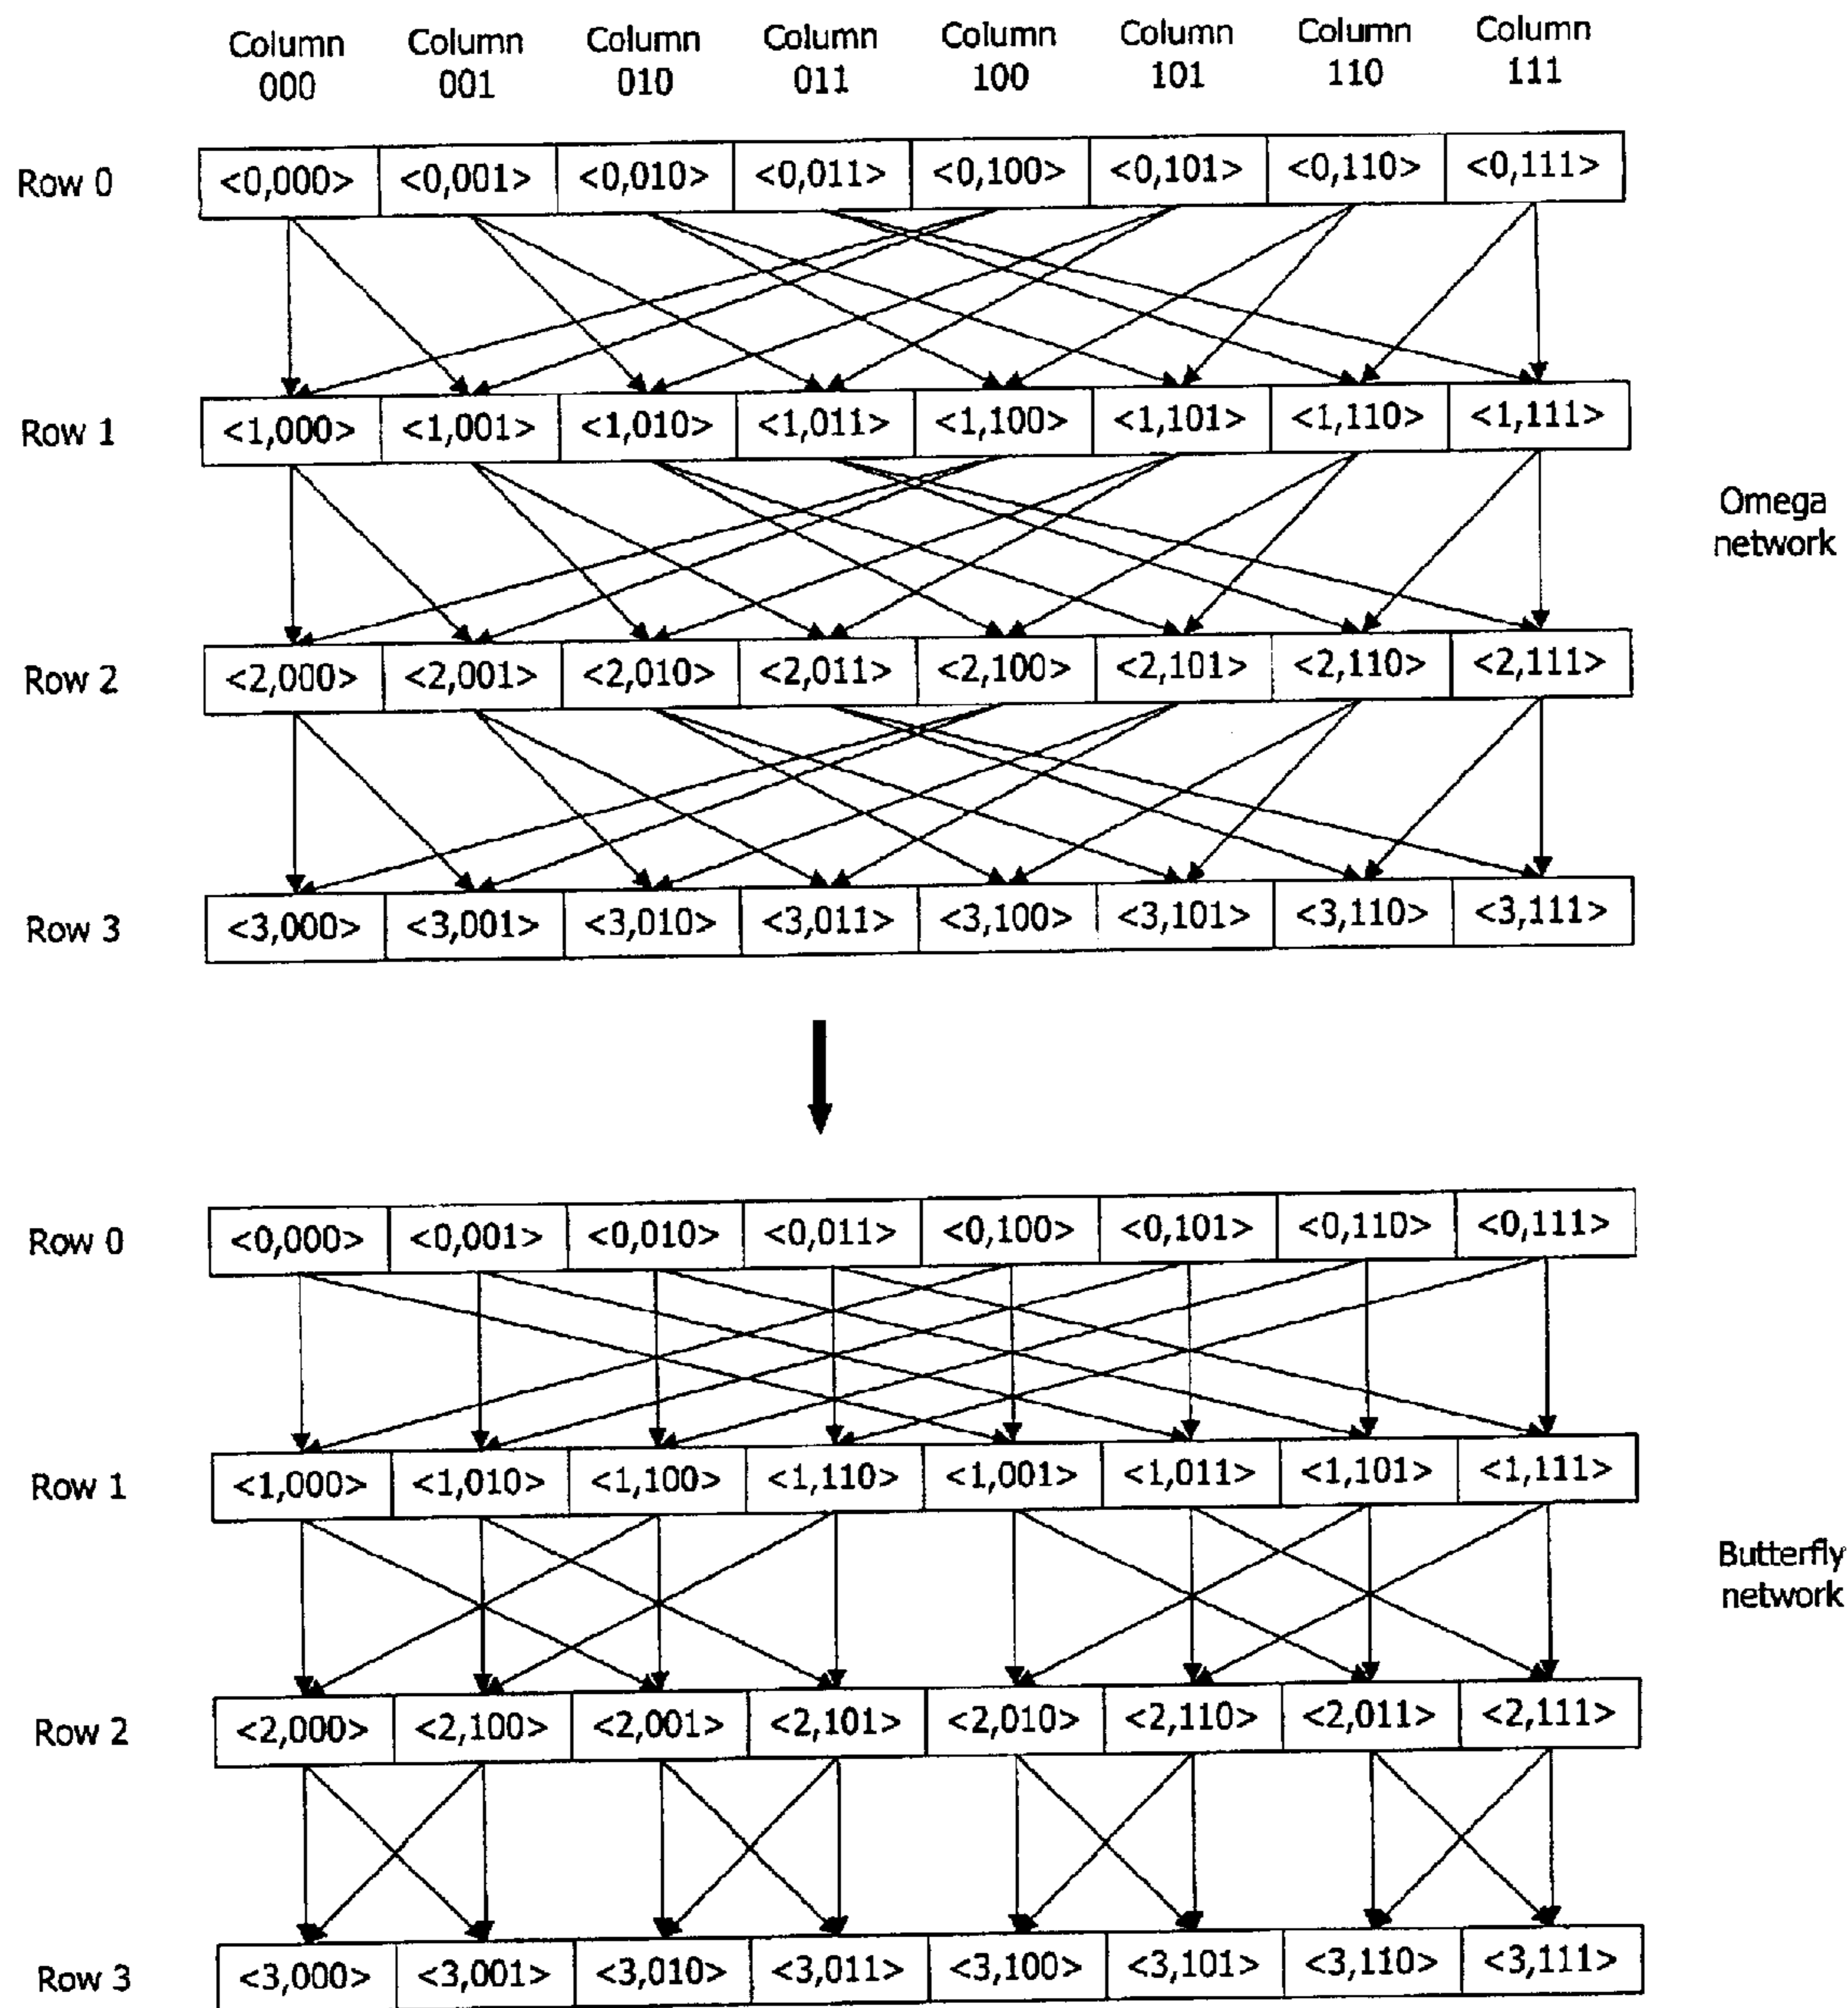 Column Column Column Column Column Column Column Column
000 001 010 011 100 101 110 111
Row 0 <0,000> <0,001> <0,010> <0,011> <0,100> <0,101> <0,110> <0,111>
Row 1 <1,000> <1,001> <1,010> <1,011> <1,100> <1,101> <1,110> <1,111>
Omega
network
Row 2 <2,000> <2,001> <2,010> <2,011> <2,100> <2,101> <2,110> <2,111>
Row 3 <3,000> <3,001> <3,010> <3,011> <3,100> <3,101> <3,110> <3,111>
Row 0 <0,000> <0,001> <0,010> <0,011> <0,100> <0,101> <0,110> <0,111>
Row 1 <1,000> <1,010> <1,100> <1,110> <1,001> <1,011> <1,101> <1,111>
Butterfly
network
Row 2 <2,000> <2,100> <2,001> <2,101> <2,010> <2,110> <2,011> <2,111>
Row 3 <3,000> <3,001> <3,010> <3,011> <3,100> <3,101> <3,110> <3,111>